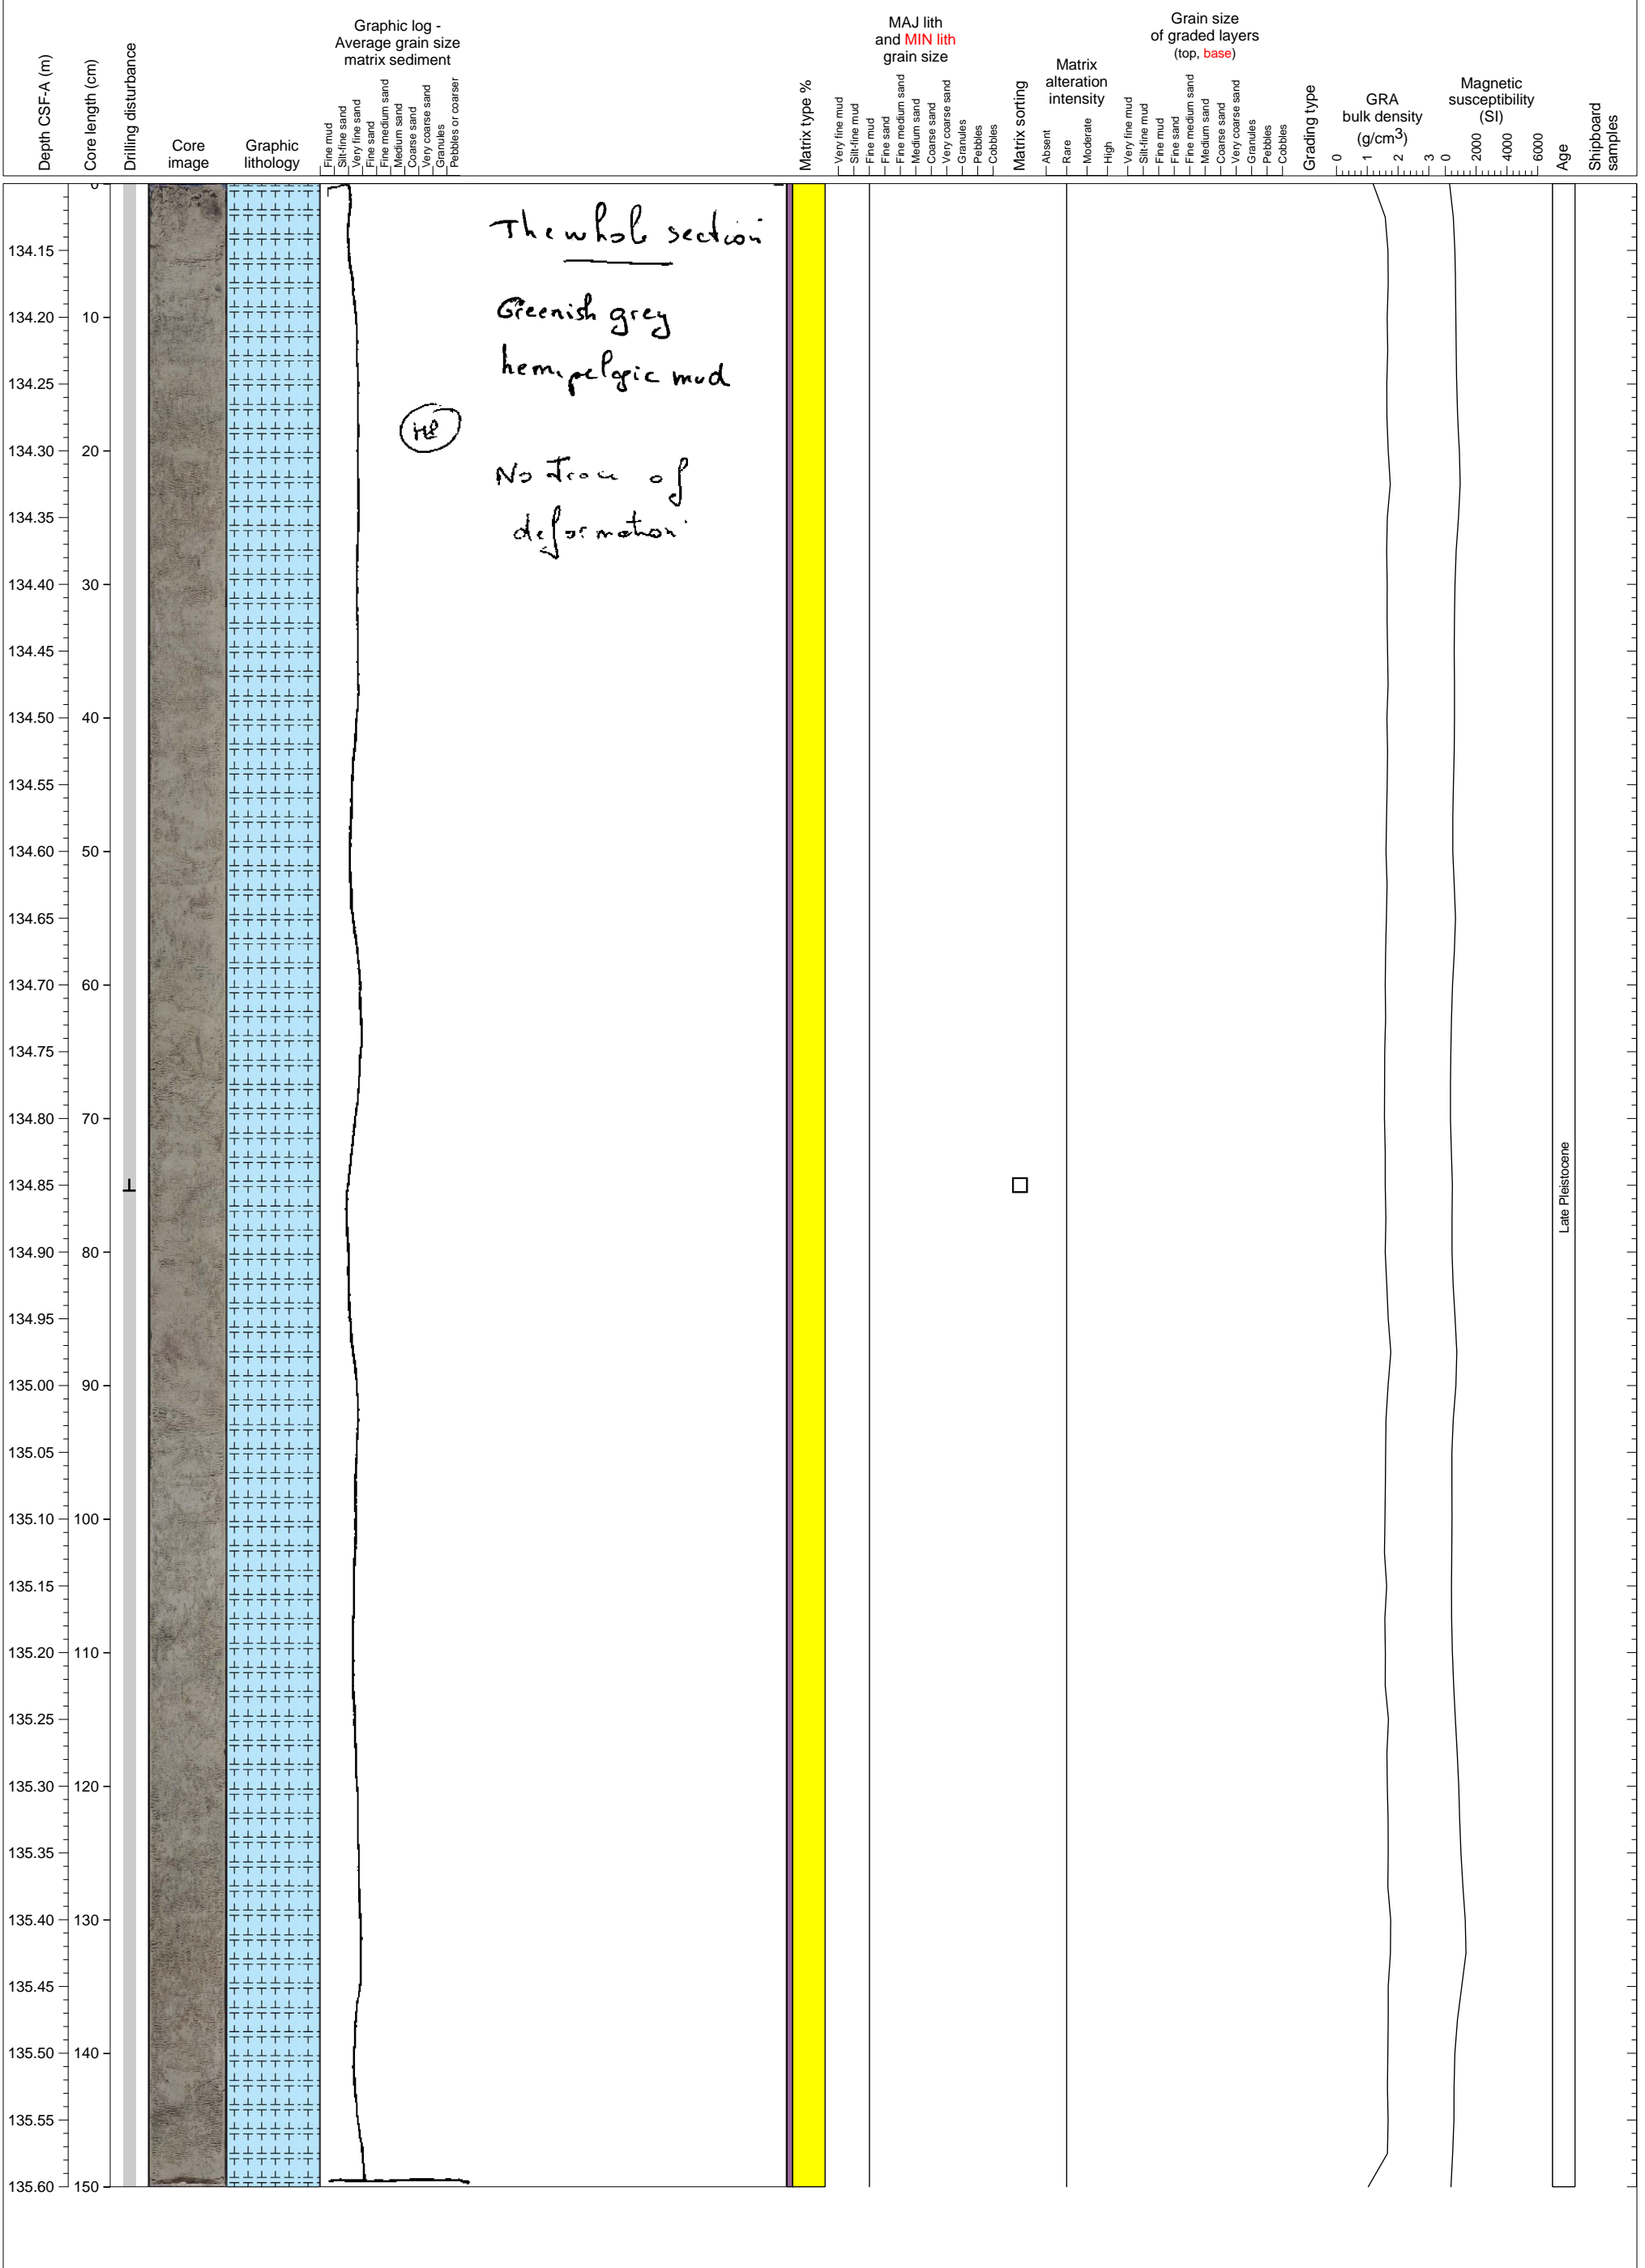 Graphic log -
Average grain size
matrix sediment
MAJ lith
and MIN lith
grain size
Matrix
alteration
intensity
Grain size
of graded layers
(top, base)
GRA
bulk density
(g/cm3)
Magnetic
susceptibility
(SI)
Depth CSF-A (m)
Core length (cm)
Drilling disturbance
Core
image
Graphic
lithology
Fine mud
Silt-fine sand
Very fine sand
Fine sand
Fine medium sand
Medium sand
Coarse sand
Very coarse sand
Granules
Pebbles or coarser
Matrix type %
Very fine mud
Silt-fine mud
Fine mud
Fine sand
Fine medium sand
Medium sand
Coarse sand
Very coarse sand
Granules
Pebbles
Cobbles
Matrix sorting
Absent
Rare
Moderate
High
Very fine mud
Silt-fine mud
Fine mud
Fine sand
Fine medium sand
Medium sand
Coarse sand
Very coarse sand
Granules
Pebbles
Cobbles
Grading type
0 1 2 3
0 2000 4000 6000
Age
Shipboard
samples
0
134.15
134.20 10
134.25
134.30 20
134.35
134.40 30
134.45
134.50 40
134.55
134.60 50
134.65
134.70 60
134.75
134.80 70
134.85
134.90 80
134.95
135.00 90
135.05
135.10 100
135.15
135.20 110
135.25
135.30 120
135.35
135.40 130
135.45
135.50 140
135.55
135.60 150
The whole section
Greenish grey
hemipelgic mud
HP
No trace of
deformation
Late Pleistocene